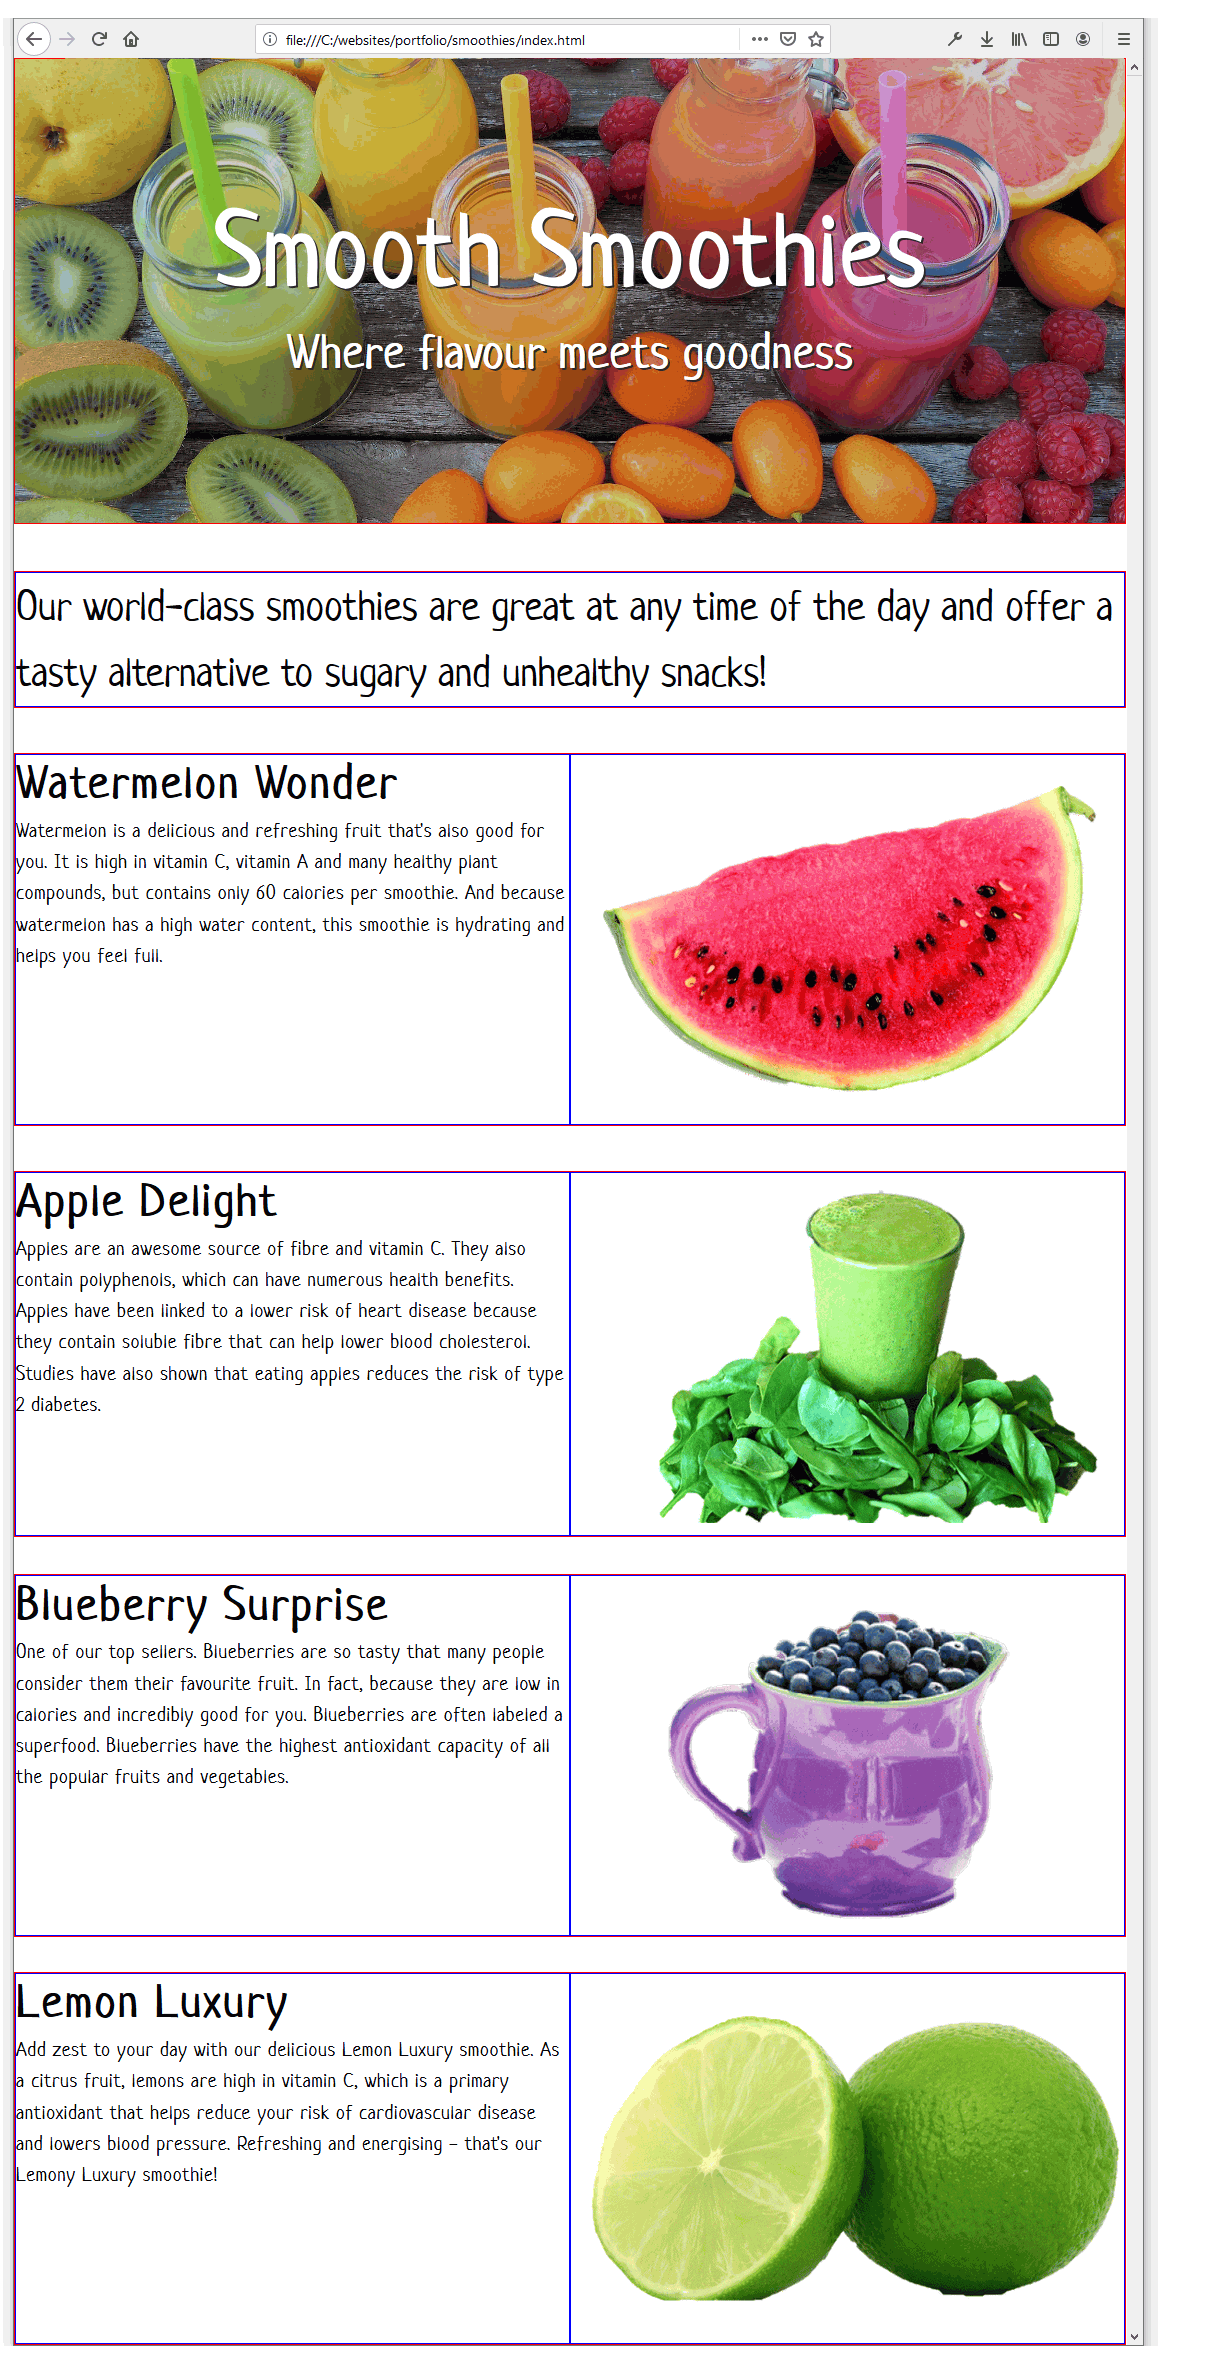 file:///C:/websites/portfolio/smoothies/index.html
Smooth Smoothies
Where flavour meets goodness
Our world-class smoothies are great at any time of the day and offer a
tasty alternative to sugary and unhealthy snacks!
Watermelon Wonder
Watermelon is a delicious and refreshing fruit that's also good for
you. It is high in vitamin C, vitamin A and many healthy plant
compounds, but contains only 60 calories per smoothie. And because
watermelon has a high water content, this smoothie is hydrating and
helps you feel full.
Apple Delight
Apples are an awesome source of fibre and vitamin C. They also
contain polyphenols, which can have numerous health benefits.
Apples have been linked to a lower risk of heart disease because
they contain soluble fibre that can help lower blood cholesterol.
Studies have also shown that eating apples reduces the risk of type
2 diabetes.
Blueberry Surprise
One of our top sellers. Blueberries are so tasty that many people
consider them their favourite fruit. In fact, because they are low in
calories and incredibly good for you. Blueberries are often labeled a
superfood. Blueberries have the highest antioxidant capacity of all
the popular fruits and vegetables.
Lemon Luxury
Add zest to your day with our delicious Lemon Luxury smoothie. As
a citrus fruit, lemons are high in vitamin C, which is a primary
antioxidant that helps reduce your risk of cardiovascular disease
and lowers blood pressure. Refreshing and energising – that's our
Lemony Luxury smoothie!